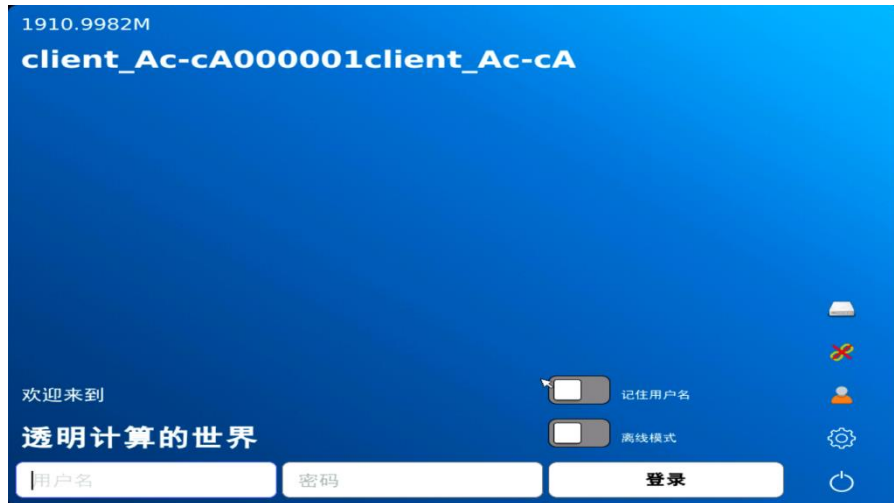 1910.9982M
client_Ac-cA000001client_Ac-cA
欢迎来到
记住用户名
透明计算的世界
离线模式
用户名
密码
登录